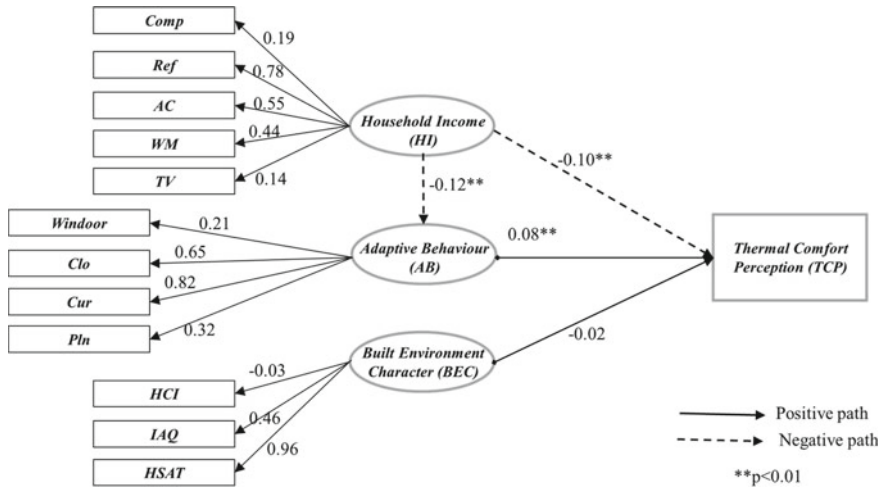 Comp
0.19
Ref
0.78
AC
0.55
Household Income
(HI)
WM
0.44
-0.10**
TV
0.14
-0.12**
Windoor
0.21
Clo
0.65
Adaptive Behaviour
(AB)
0.08**
Thermal Comfort
Perception (TCP)
Cur
0.82
Pln
0.32
-0.02
Built Environment
Character (BEC)
HCI
-0.03
IAQ
0.46
HSAT
0.96
Positive path
Negative path
**p<0.01